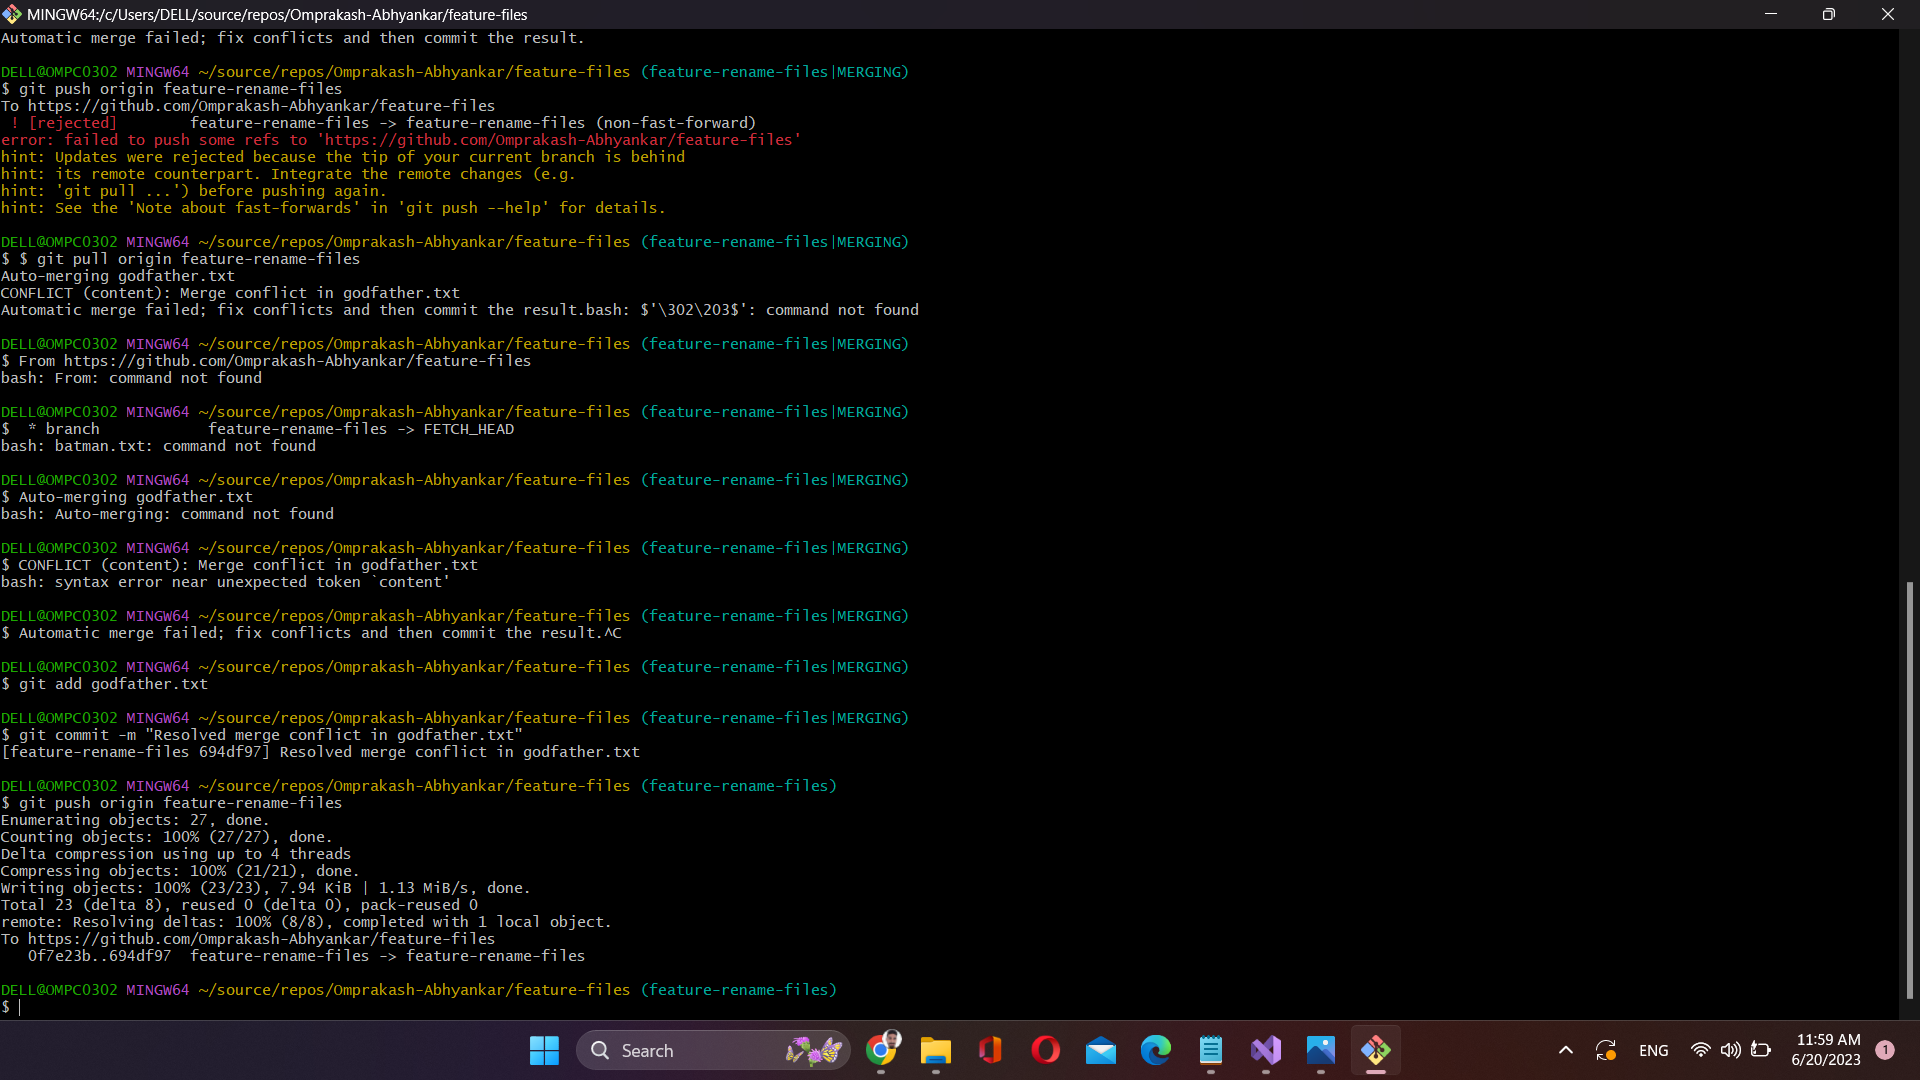 MINGW64:/c/Users/DELL/source/repos/Omprakash-Abhyankar/feature-files
Automatic merge failed; fix conflicts and then commit the result.
DELL@OMPC0302 MINGW64 ~/source/repos/Omprakash-Abhyankar/feature-files (feature-rename-files|MERGING)
$ git push origin feature-rename-files
To https://github.com/Omprakash-Abhyankar/feature-files
 ! [rejected]        feature-rename-files -> feature-rename-files (non-fast-forward)
error: failed to push some refs to 'https://github.com/Omprakash-Abhyankar/feature-files'
hint: Updates were rejected because the tip of your current branch is behind
hint: its remote counterpart. Integrate the remote changes (e.g.
hint: 'git pull ...') before pushing again.
hint: See the 'Note about fast-forwards' in 'git push --help' for details.
DELL@OMPC0302 MINGW64 ~/source/repos/Omprakash-Abhyankar/feature-files (feature-rename-files|MERGING)
$ $ git pull origin feature-rename-files
Auto-merging godfather.txt
CONFLICT (content): Merge conflict in godfather.txt
Automatic merge failed; fix conflicts and then commit the result.bash: $'\302\203$': command not found
DELL@OMPC0302 MINGW64 ~/source/repos/Omprakash-Abhyankar/feature-files (feature-rename-files|MERGING)
$ From https://github.com/Omprakash-Abhyankar/feature-files
bash: From: command not found
DELL@OMPC0302 MINGW64 ~/source/repos/Omprakash-Abhyankar/feature-files (feature-rename-files|MERGING)
$  * branch            feature-rename-files -> FETCH_HEAD
bash: batman.txt: command not found
DELL@OMPC0302 MINGW64 ~/source/repos/Omprakash-Abhyankar/feature-files (feature-rename-files|MERGING)
$ Auto-merging godfather.txt
bash: Auto-merging: command not found
DELL@OMPC0302 MINGW64 ~/source/repos/Omprakash-Abhyankar/feature-files (feature-rename-files|MERGING)
$ CONFLICT (content): Merge conflict in godfather.txt
bash: syntax error near unexpected token `content'
DELL@OMPC0302 MINGW64 ~/source/repos/Omprakash-Abhyankar/feature-files (feature-rename-files|MERGING)
$ Automatic merge failed; fix conflicts and then commit the result.^C
DELL@OMPC0302 MINGW64 ~/source/repos/Omprakash-Abhyankar/feature-files (feature-rename-files|MERGING)
$ git add godfather.txt
DELL@OMPC0302 MINGW64 ~/source/repos/Omprakash-Abhyankar/feature-files (feature-rename-files|MERGING)
$ git commit -m "Resolved merge conflict in godfather.txt"
[feature-rename-files 694df97] Resolved merge conflict in godfather.txt
DELL@OMPC0302 MINGW64 ~/source/repos/Omprakash-Abhyankar/feature-files (feature-rename-files)
$ git push origin feature-rename-files
Enumerating objects: 27, done.
Counting objects: 100% (27/27), done.
Delta compression using up to 4 threads
Compressing objects: 100% (21/21), done.
Writing objects: 100% (23/23), 7.94 KiB | 1.13 MiB/s, done.
Total 23 (delta 8), reused 0 (delta 0), pack-reused 0
remote: Resolving deltas: 100% (8/8), completed with 1 local object.
To https://github.com/Omprakash-Abhyankar/feature-files
   0f7e23b..694df97  feature-rename-files -> feature-rename-files
DELL@OMPC0302 MINGW64 ~/source/repos/Omprakash-Abhyankar/feature-files (feature-rename-files)
$
Search
ENG
11:59 AM
6/20/2023
1